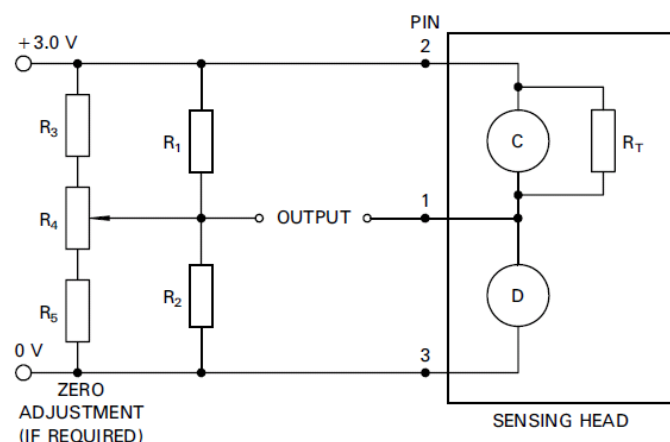 +3.0 V
PIN
2
R3
R1
C
RT
R4
OUTPUT
1
R2
D
R5
0 V
3
ZERO
ADJUSTMENT
(IF REQUIRED)
SENSING HEAD